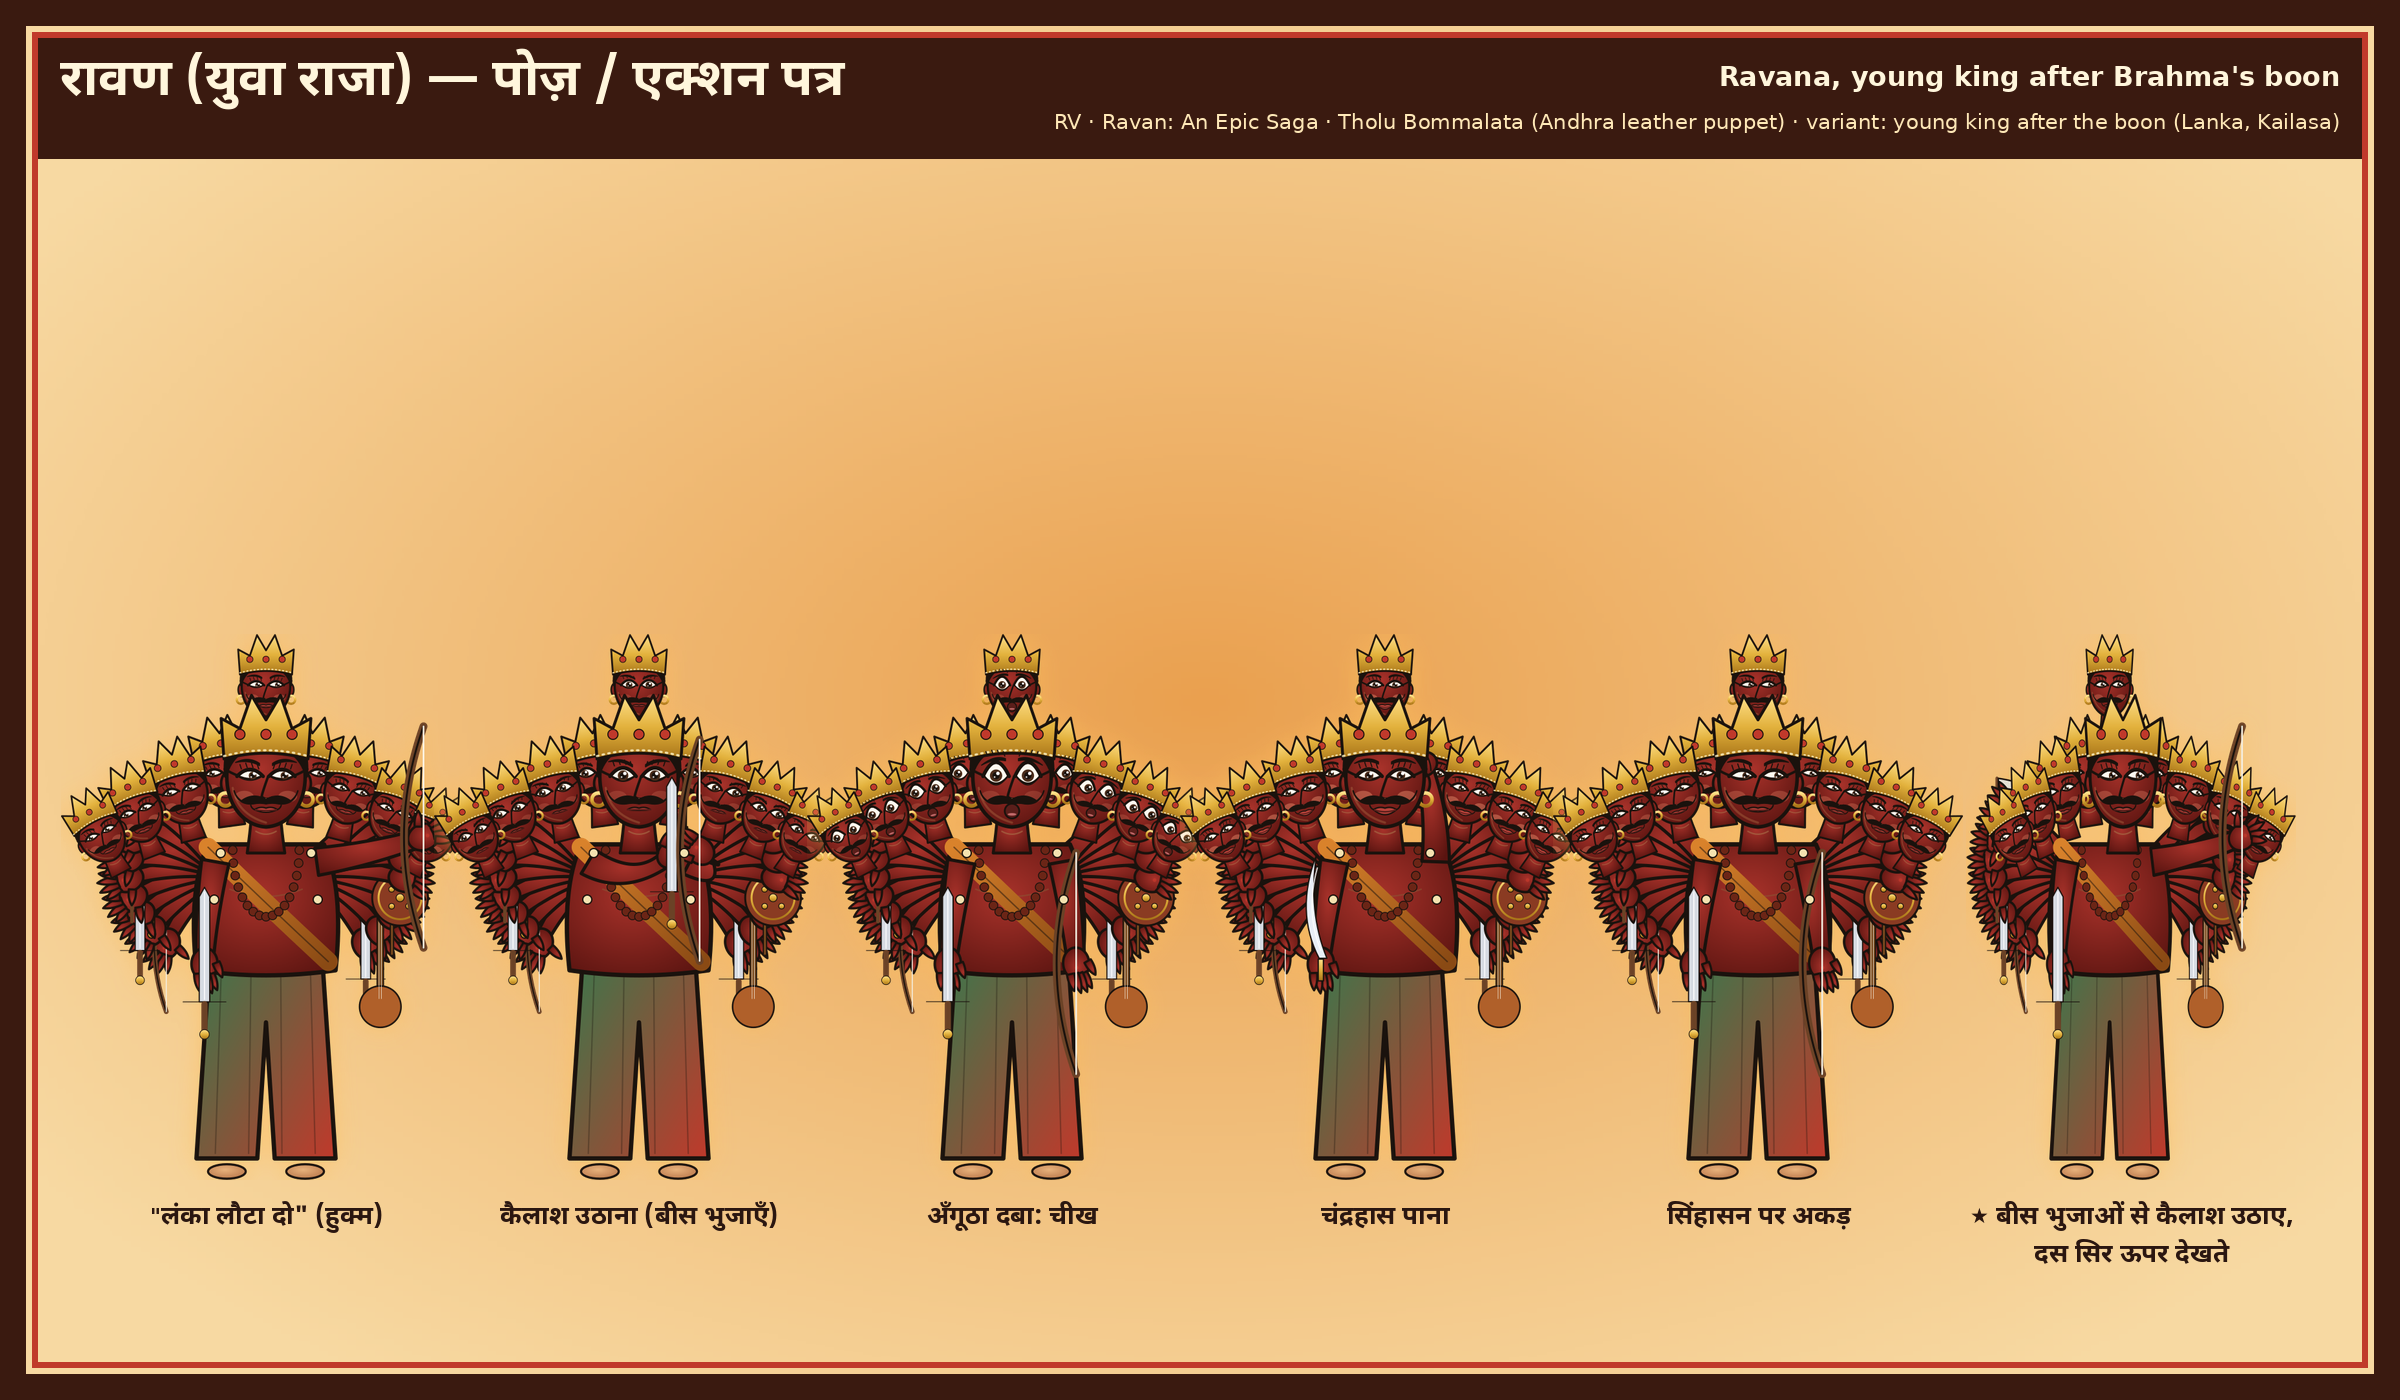 रावण (युवा राजा) — पोज़ / एक्शन पत्र
Ravana, young king after Brahma's boon
RV · Ravan: An Epic Saga · Tholu Bommalata (Andhra leather puppet) · variant: young king after the boon (Lanka, Kailasa)
"लंका लौटा दो" (हुक्म)
कैलाश उठाना (बीस भुजाएँ)
अँगूठा दबा: चीख
चंद्रहास पाना
सिंहासन पर अकड़
★ बीस भुजाओं से कैलाश उठाए,
दस सिर ऊपर देखते